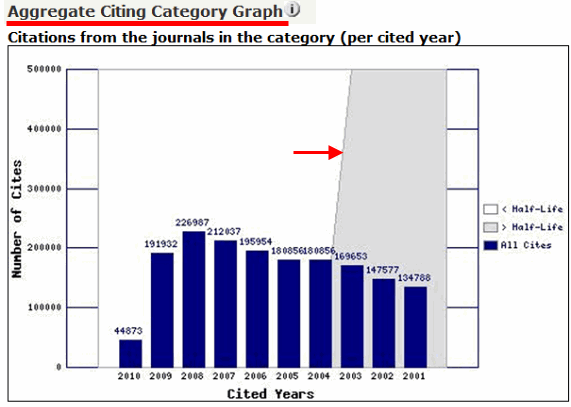 Aggregate Citing Category Graph i
Citations from the journals in the category (per cited year)
Number of Cites
500000
400000
300000
200000
100000
0
44873
191932
226987
212037
195954
180856
180856
169653
147577
134788
2010 2009 2008 2007 2006 2005 2004 2003 2002 2001
Cited Years
< Half-Life
> Half-Life
All Cites